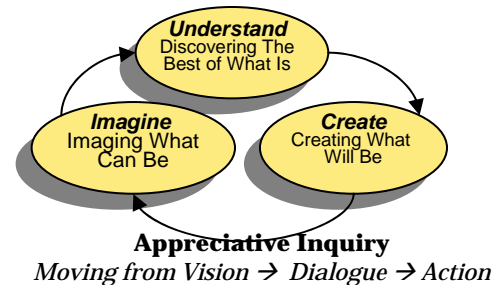 Understand
Discovering The
Best of What Is
Imagine
Imaging What
Can Be
Create
Creating What
Will Be
Appreciative Inquiry
Moving from Vision → Dialogue → Action